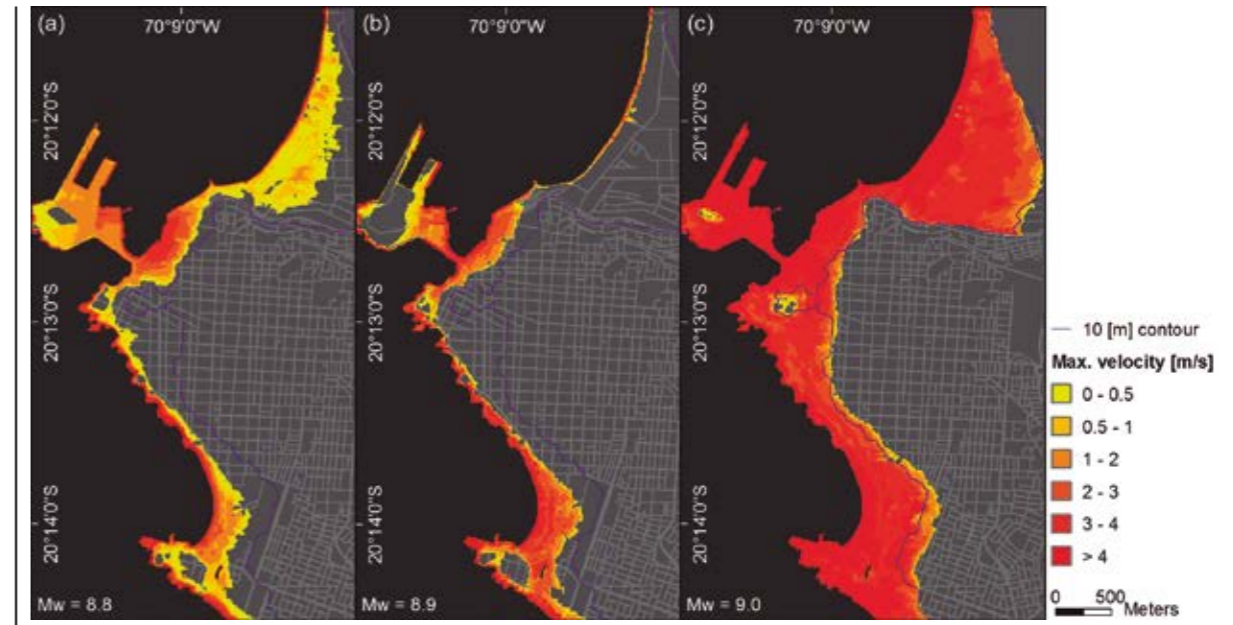 (a)
70°9'0"W
20°12'0"S
20°13'0"S
20°14'0"S
Mw = 8.8
(b)
70°9'0"W
20°12'0"S
20°13'0"S
20°14'0"S
Mw = 8.9
(c)
70°9'0"W
20°12'0"S
20°13'0"S
20°14'0"S
Mw = 9.0
10 [m] contour
Max. velocity [m/s]
0 - 0.5
0.5 - 1
1 - 2
2 - 3
3 - 4
> 4
0 500
Meters